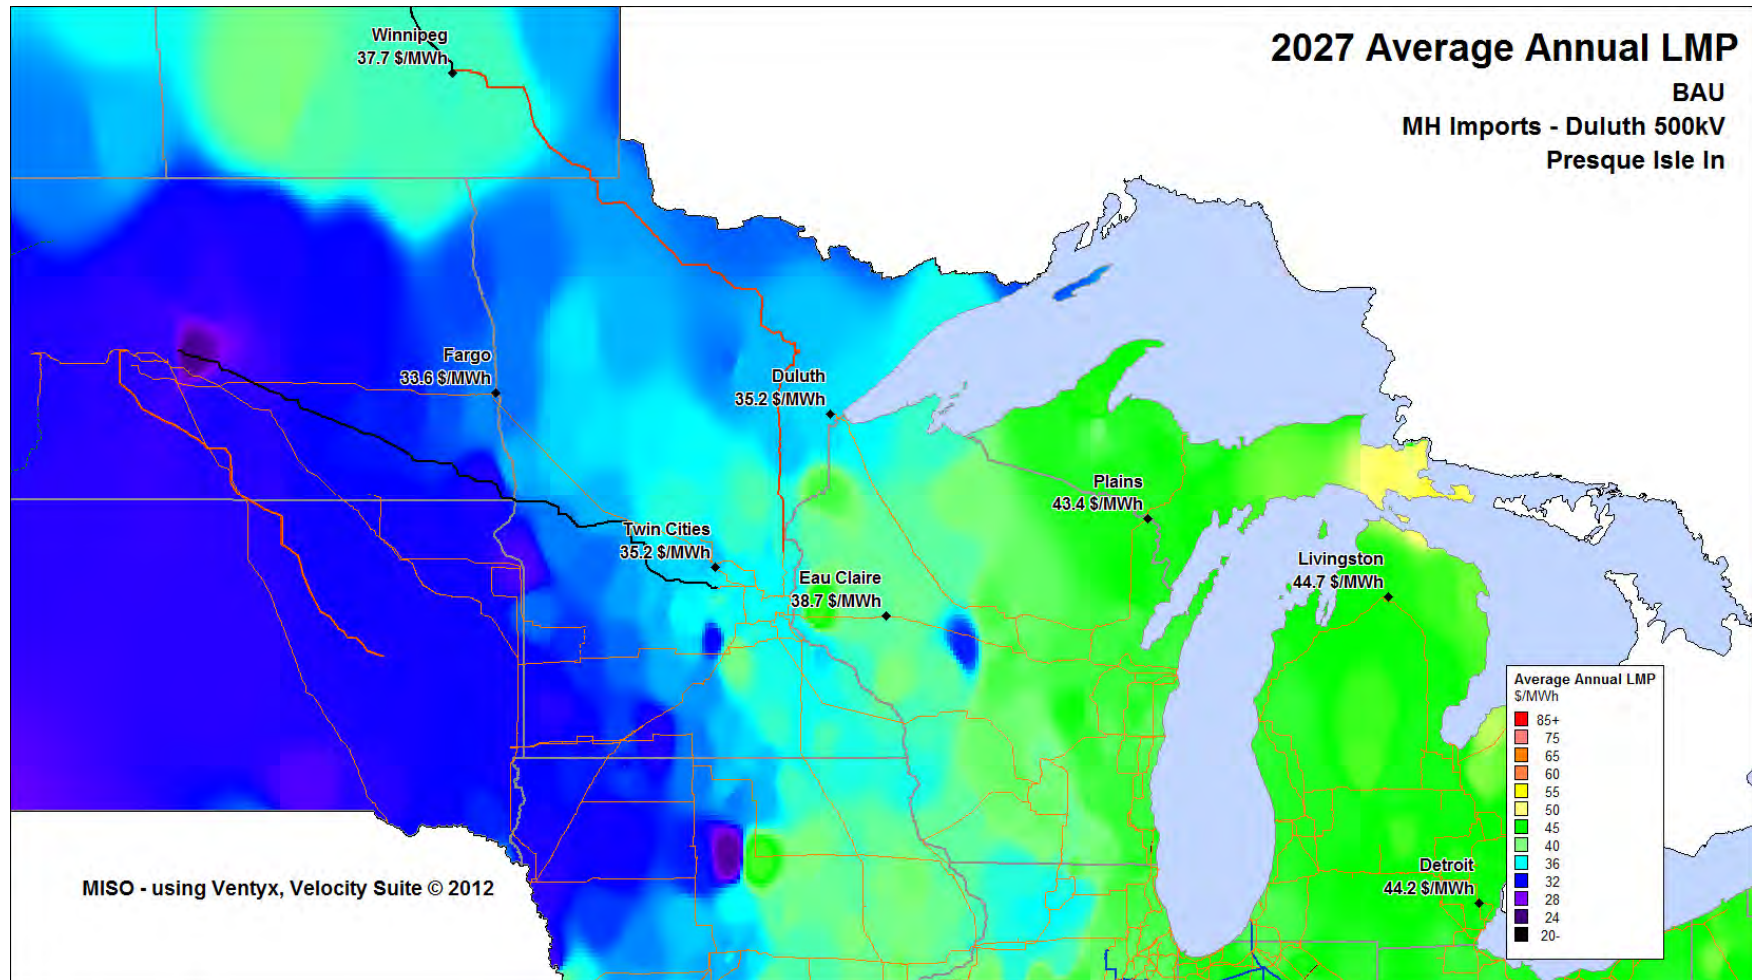 2027 Average Annual LMP
BAU
MH Imports - Duluth 500kV
Presque Isle In
Winnipeg
37.7 $/MWh
Fargo
33.6 $/MWh
Duluth
35.2 $/MWh
Plains
43.4 $/MWh
Twin Cities
35.2 $/MWh
Eau Claire
38.7 $/MWh
Livingston
44.7 $/MWh
Detroit
44.2 $/MWh
Average Annual LMP
$/MWh
85+
75
65
60
55
50
45
40
36
32
28
24
20-
MISO - using Ventyx, Velocity Suite © 2012